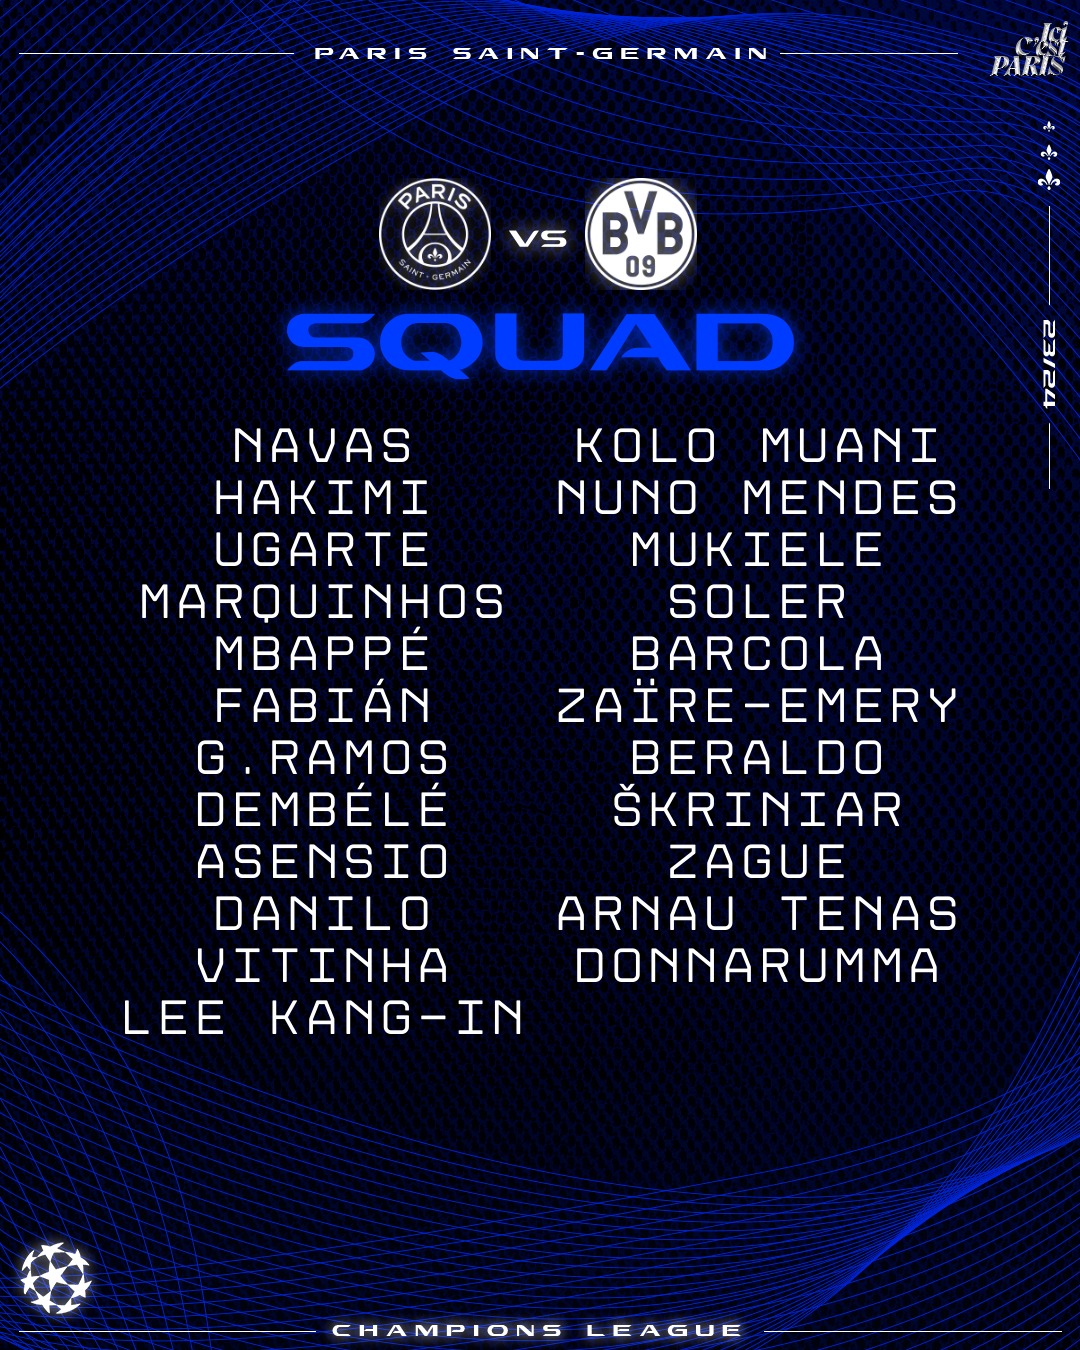 PARIS SAINT-GERMAIN
Ici
C'est
PARIS
PARIS
SAINT-GERMAIN
VS
BVB
09
SQUAD
23/24
NAVAS
HAKIMI
UGARTE
MARQUINHOS
MBAPPÉ
FABIÁN
G.RAMOS
DEMBÉLÉ
ASENSIO
DANILO
VITINHA
LEE KANG-IN
KOLO MUANI
NUNO MENDES
MUKIELE
SOLER
BARCOLA
ZAÏRE-EMERY
BERALDO
ŠKRINIAR
ZAGUE
ARNAU TENAS
DONNARUMMA
CHAMPIONS LEAGUE